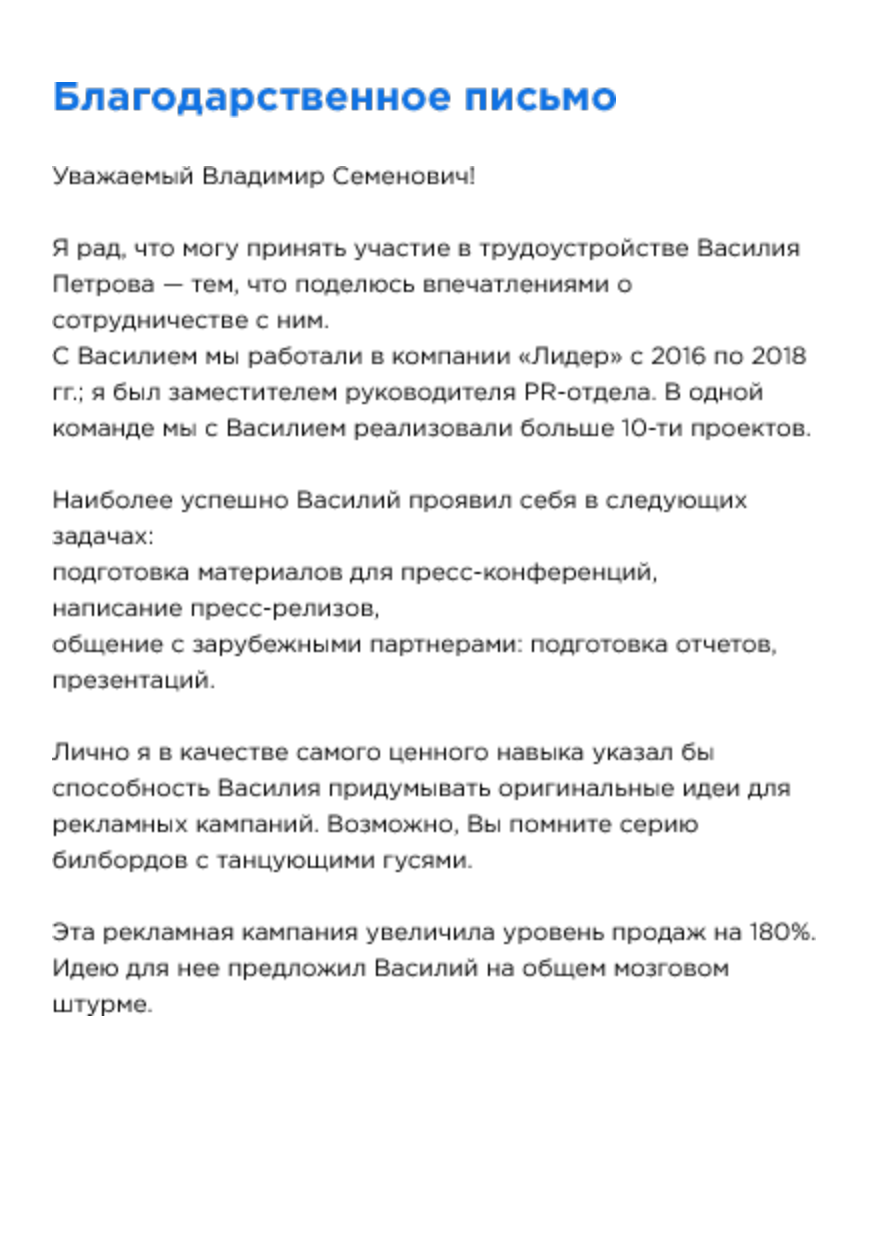 Благодарственное письмо
Уважаемый Владимир Семенович!
Я рад, что могу принять участие в трудоустройстве Василия
Петрова — тем, что поделюсь впечатлениями о
сотрудничестве с ним.
С Василием мы работали в компании «Лидер» с 2016 по 2018
гг.; я был заместителем руководителя PR-отдела. В одной
команде мы с Василием реализовали больше 10-ти проектов.
Наиболее успешно Василий проявил себя в следующих
задачах:
подготовка материалов для пресс-конференций,
написание пресс-релизов,
общение с зарубежными партнерами: подготовка отчетов,
презентаций.
Лично я в качестве самого ценного навыка указал бы
способность Василия придумывать оригинальные идеи для
рекламных кампаний. Возможно, Вы помните серию
билбордов с танцующими гусями.
Эта рекламная кампания увеличила уровень продаж на 180%.
Идею для нее предложил Василий на общем мозговом
штурме.